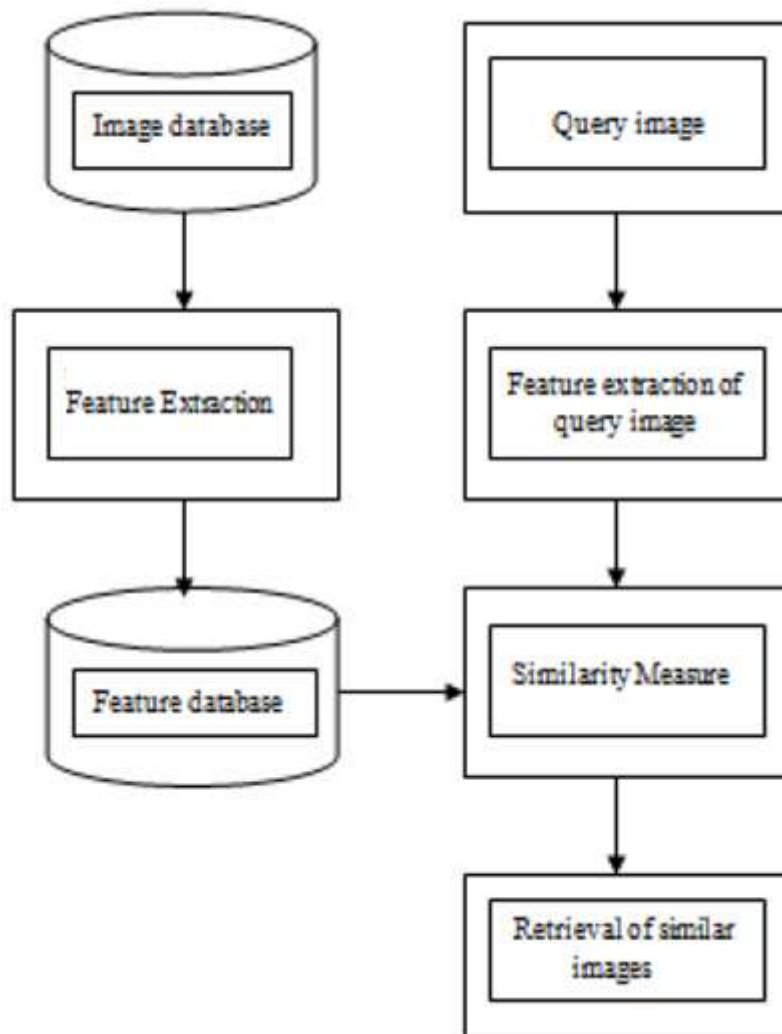 Image database
Query image
Feature Extraction
Feature extraction of
query image
Feature database
Similarity Measure
Retrieval of similar
images